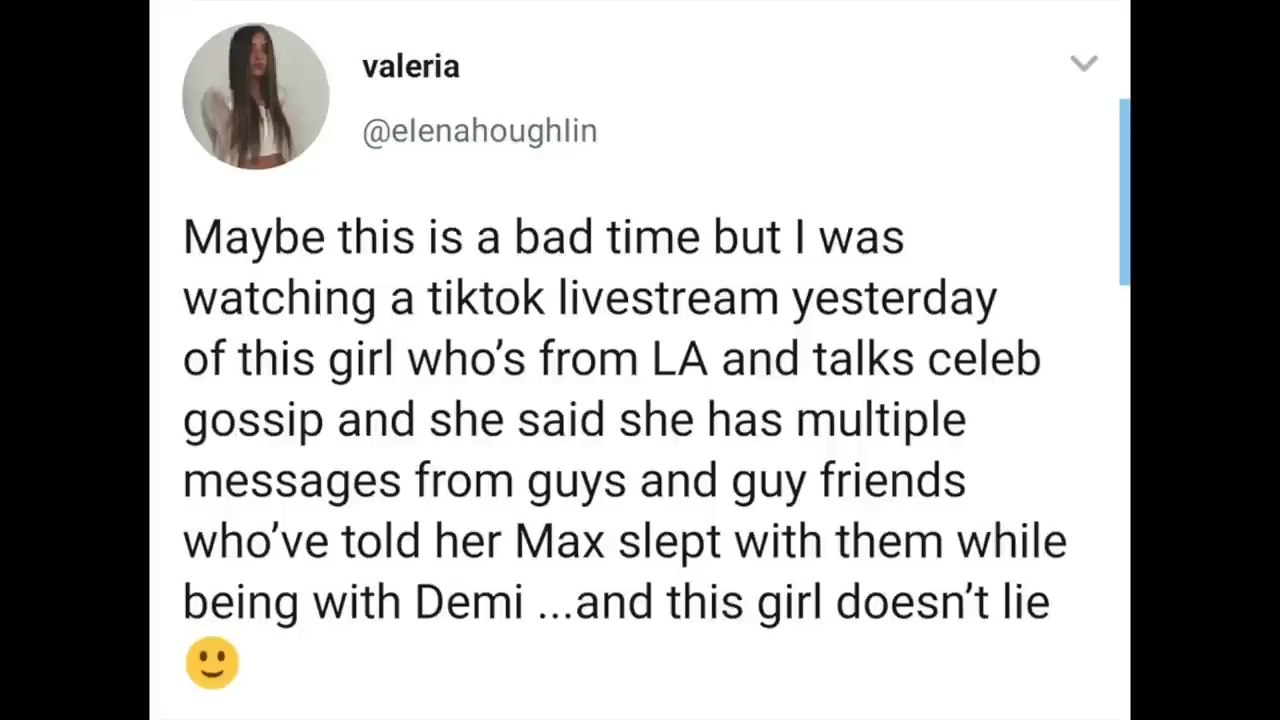 valeria
@elenahoughlin
Maybe this is a bad time but I was
watching a tiktok livestream yesterday
of this girl who's from LA and talks celeb
gossip and she said she has multiple
messages from guys and guy friends
who've told her Max slept with them while
being with Demi ...and this girl doesn't lie
🙂